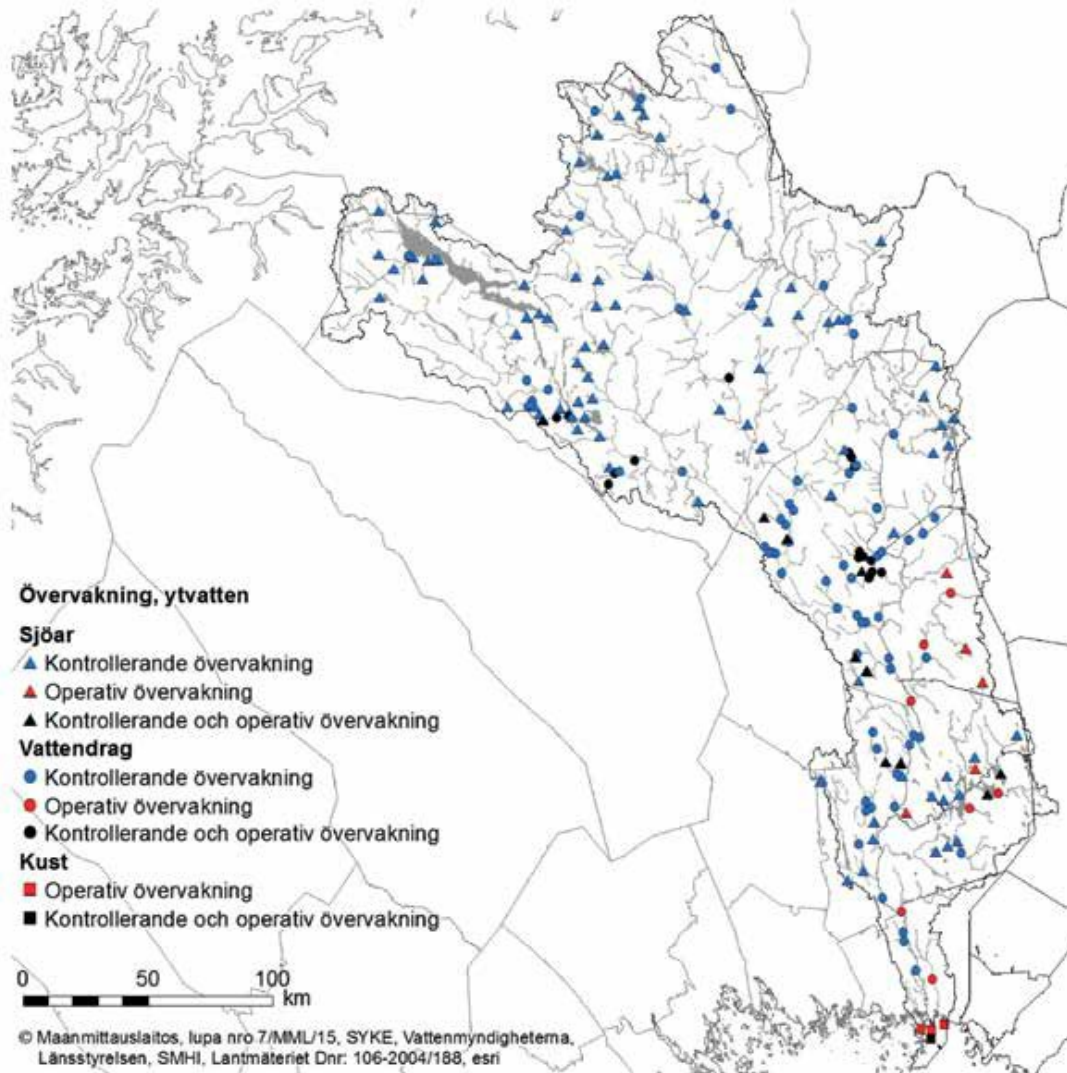 Övervakning, ytvatten
Sjöar
Kontrollerande övervakning
Operativ övervakning
Kontrollerande och operativ övervakning
Vattendrag
Kontrollerande övervakning
Operativ övervakning
Kontrollerande och operativ övervakning
Kust
Operativ övervakning
Kontrollerande och operativ övervakning
0 50 100
km
© Maanmittauslaitos, lupa nro 7/MML/15, SYKE, Vattenmyndigheterna,
Länsstyrelsen, SMHI, Lantmäteriet Dnr: 106-2004/188, esri